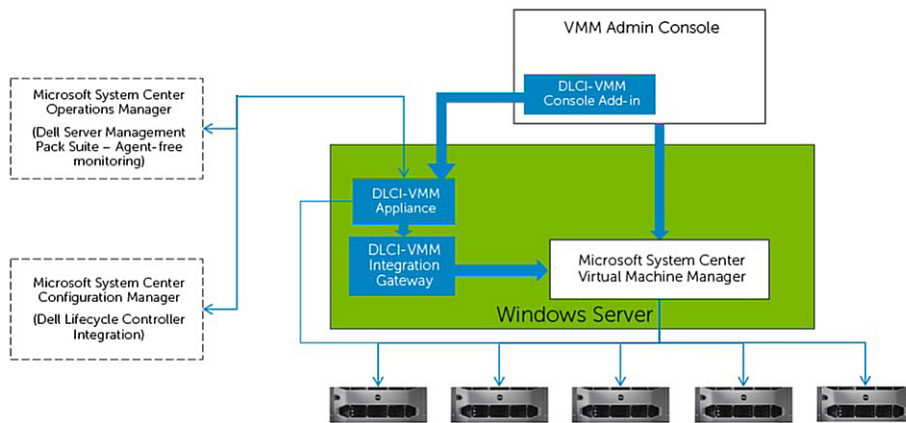 VMM Admin Console
DLCI-VMM
Console Add-in
Microsoft System Center
Operations Manager
(Dell Server Management
Pack Suite – Agent-free
monitoring)
DLCI-VMM
Appliance
DLCI-VMM
Integration
Gateway
Microsoft System Center
Virtual Machine Manager
Microsoft System Center
Configuration Manager
(Dell Lifecycle Controller
Integration)
Windows Server